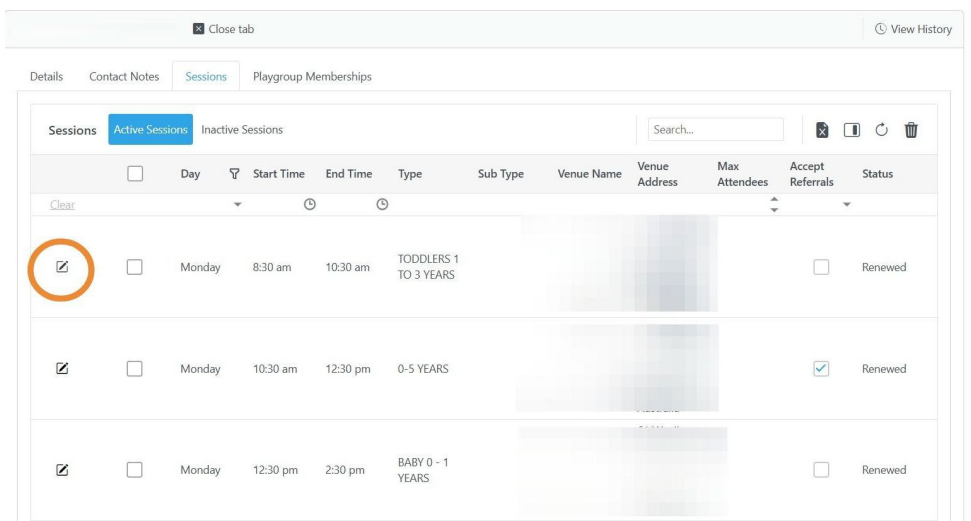 Close tab
View History
Details Contact Notes Sessions Playgroup Memberships
Sessions Active Sessions Inactive Sessions Search...
Day Start Time End Time Type Sub Type Venue Name Venue Address Max Attendees Accept Referrals Status
Clear
Monday 8:30 am 10:30 am TODDLERS 1 TO 3 YEARS Renewed
Monday 10:30 am 12:30 pm 0-5 YEARS Renewed
Monday 12:30 pm 2:30 pm BABY 0 - 1 YEARS Renewed